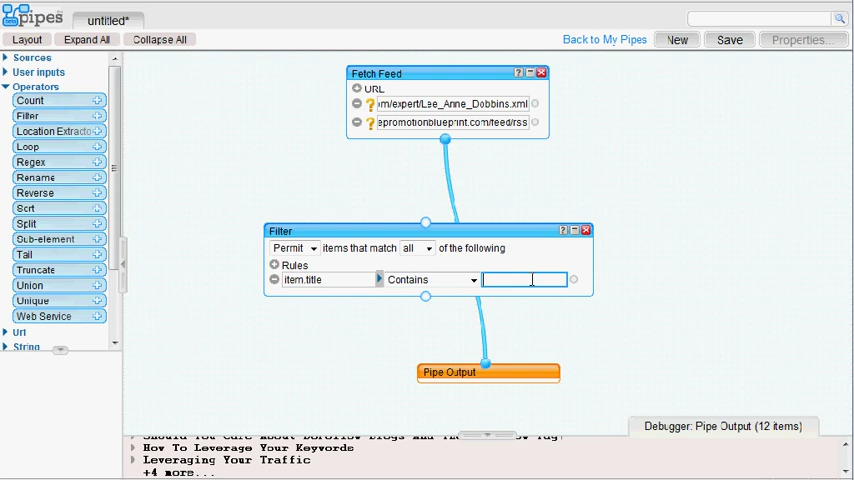 pipes
beta
untitled*
Layout
Expand All
Collapse All
Back to My Pipes
New
Save
Properties...
Sources
User inputs
Operators
Count
Filter
Location Extracto
Loop
Regex
Rename
Reverse
Sort
Split
Sub-element
Tail
Truncate
Union
Unique
Web Service
Url
String
Fetch Feed
URL
om/expert/Lee_Anne_Dobbins.xml
epromotionblueprint.com/feed/rss
Filter
Permit items that match all of the following
Rules
item.title Contains
Pipe Output
Debugger: Pipe Output (12 items)
How To Leverage Your Keywords
Leveraging Your Traffic
+4 more...